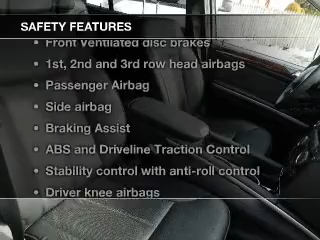 SAFETY FEATURES
• Front ventilated disc brakes
• 1st, 2nd and 3rd row head airbags
• Passenger Airbag
• Side airbag
• Braking Assist
• ABS and Driveline Traction Control
• Stability control with anti-roll control
• Driver knee airbags